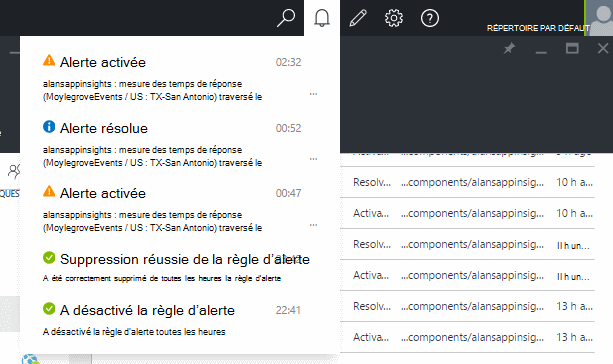 RÉPERTOIRE PAR DÉFAUT
Alerte activée 02:32
alansappinsights : mesure des temps de réponse
(MoylegroveEvents / US : TX-San Antonio) traversé le ...
Alerte résolue 00:52
alansappinsights : mesure des temps de réponse
(MoylegroveEvents / US : TX-San Antonio) traversé le ...
Alerte activée 00:47
alansappinsights : mesure des temps de réponse
(MoylegroveEvents / US : TX-San Antonio) traversé le ...
Suppression réussie de la règle d'alerte
A été correctement supprimé de toutes les heures la règle d'alerte
A désactivé la règle d'alerte 22:41
A désactivé la règle d'alerte toutes les heures
QUES
Resolv... ...components/alansappinsig... 10 h a...
Activa... ...components/alansappinsig... 10 h a...
Resolv... ...components/alansappinsig... Il h un...
Activa... ...components/alansappinsig... Il h un...
Resolv... ...components/alansappinsig... 13 h a...
Activa... ...components/alansappinsig... 13 h a...